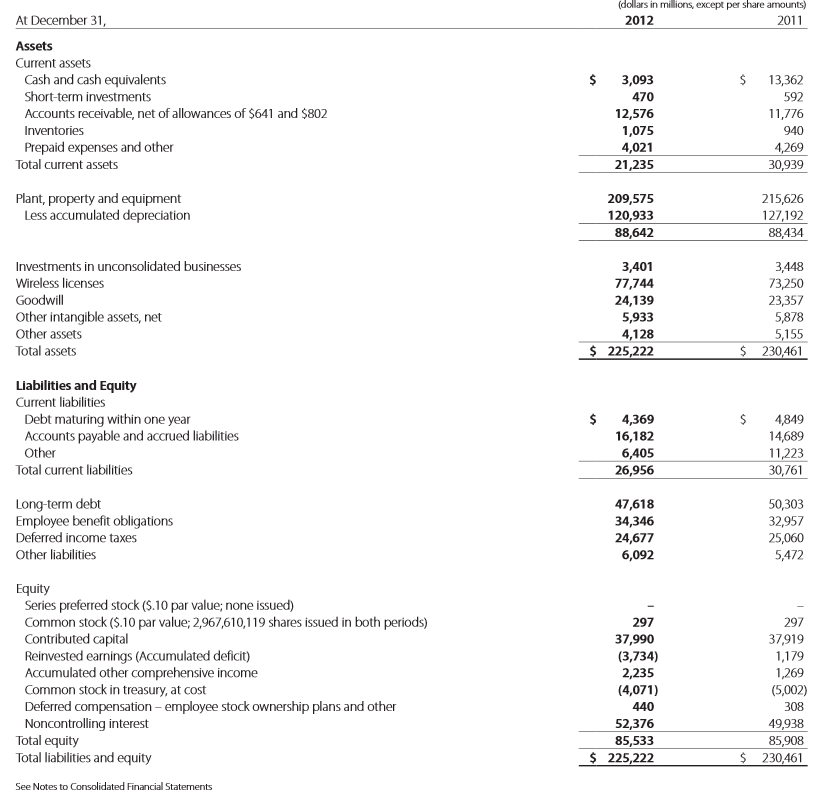 (dollars in millions, except per share amounts)
At December 31, 2012 2011
Assets
Current assets
Cash and cash equivalents $ 3,093 $ 13,362
Short-term investments 470 592
Accounts receivable, net of allowances of $641 and $802 12,576 11,776
Inventories 1,075 940
Prepaid expenses and other 4,021 4,269
Total current assets 21,235 30,939
Plant, property and equipment 209,575 215,626
Less accumulated depreciation 120,933 127,192
88,642 88,434
Investments in unconsolidated businesses 3,401 3,448
Wireless licenses 77,744 73,250
Goodwill 24,139 23,357
Other intangible assets, net 5,933 5,878
Other assets 4,128 5,155
Total assets $ 225,222 $ 230,461
Liabilities and Equity
Current liabilities
Debt maturing within one year $ 4,369 $ 4,849
Accounts payable and accrued liabilities 16,182 14,689
Other 6,405 11,223
Total current liabilities 26,956 30,761
Long-term debt 47,618 50,303
Employee benefit obligations 34,346 32,957
Deferred income taxes 24,677 25,060
Other liabilities 6,092 5,472
Equity
Series preferred stock ($.10 par value; none issued) – –
Common stock ($.10 par value; 2,967,610,119 shares issued in both periods) 297 297
Contributed capital 37,990 37,919
Reinvested earnings (Accumulated deficit) (3,734) 1,179
Accumulated other comprehensive income 2,235 1,269
Common stock in treasury, at cost (4,071) (5,002)
Deferred compensation – employee stock ownership plans and other 440 308
Noncontrolling interest 52,376 49,938
Total equity 85,533 85,908
Total liabilities and equity $ 225,222 $ 230,461
See Notes to Consolidated Financial Statements